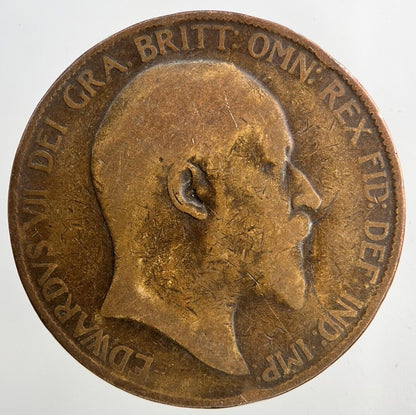 EDWARDVS VII DEI GRA: BRITT: OMN: REX FID: DEF: IND: IMP: